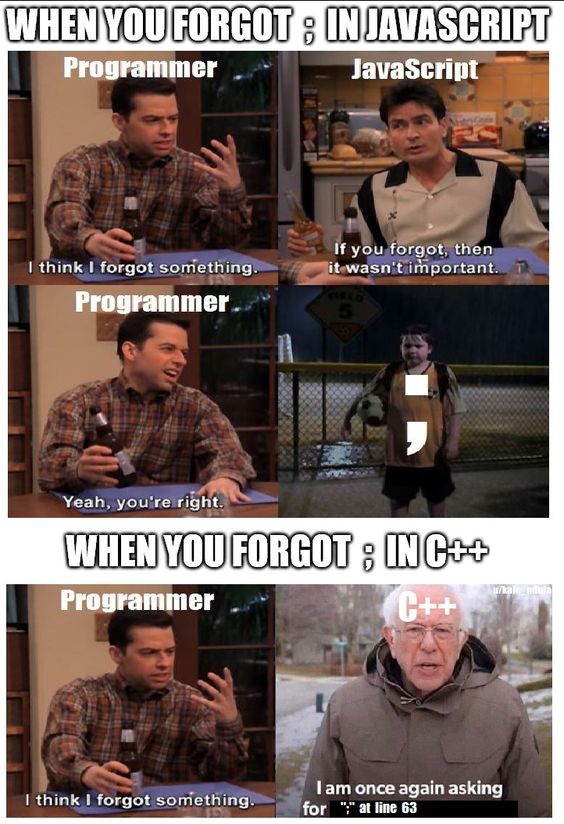 WHEN YOU FORGOT ; IN JAVASCRIPT
Programmer
JavaScript
I think I forgot something.
If you forgot, then
it wasn't important.
Programmer
FIELD
5
;
Yeah, you're right.
WHEN YOU FORGOT ; IN C++
Programmer
C++
I think I forgot something.
I am once again asking
for ";" at line 63